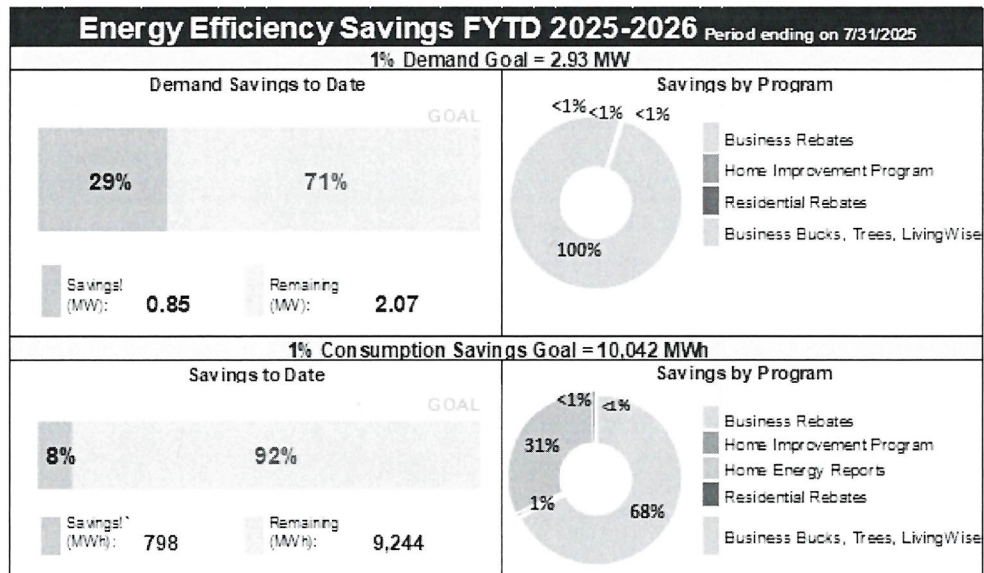 Energy Efficiency Savings FYTD 2025-2026 Period ending on 7/31/2025
1% Demand Goal = 2.93 MW
Demand Savings to Date
GOAL
29% 71%
Savings!
(MW): 0.85
Remaining
(MW): 2.07
Savings by Program
<1% <1% <1%
100%
Business Rebates
Home Improvement Program
Residential Rebates
Business Bucks, Trees, LivingWise
1% Consumption Savings Goal = 10,042 MWh
Savings to Date
GOAL
8% 92%
Savings!`
(MWh): 798
Remaining
(MWh): 9,244
Savings by Program
<1% <1%
31%
1%
68%
Business Rebates
Home Improvement Program
Home Energy Reports
Residential Rebates
Business Bucks, Trees, LivingWise